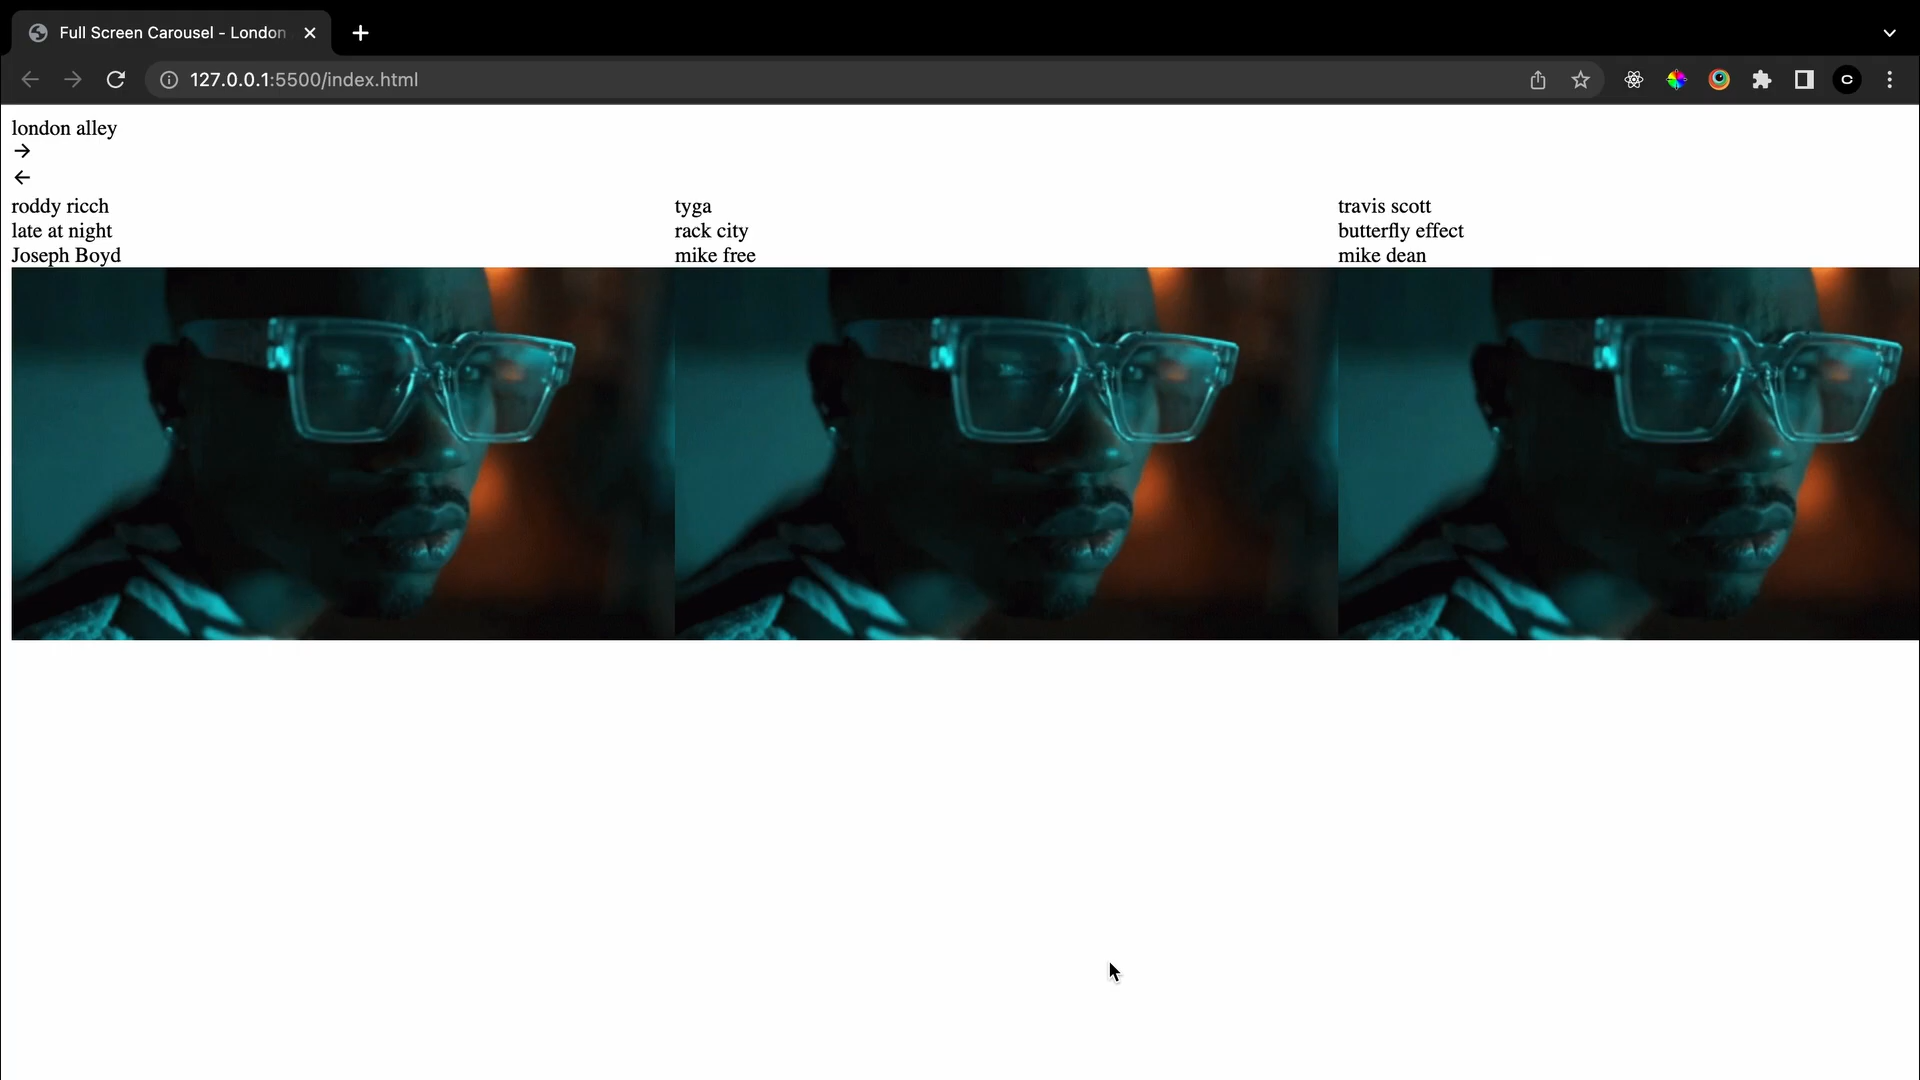 Full Screen Carousel - London
127.0.0.1:5500/index.html
C
london alley
roddy ricch
late at night
Joseph Boyd
tyga
rack city
mike free
travis scott
butterfly effect
mike dean